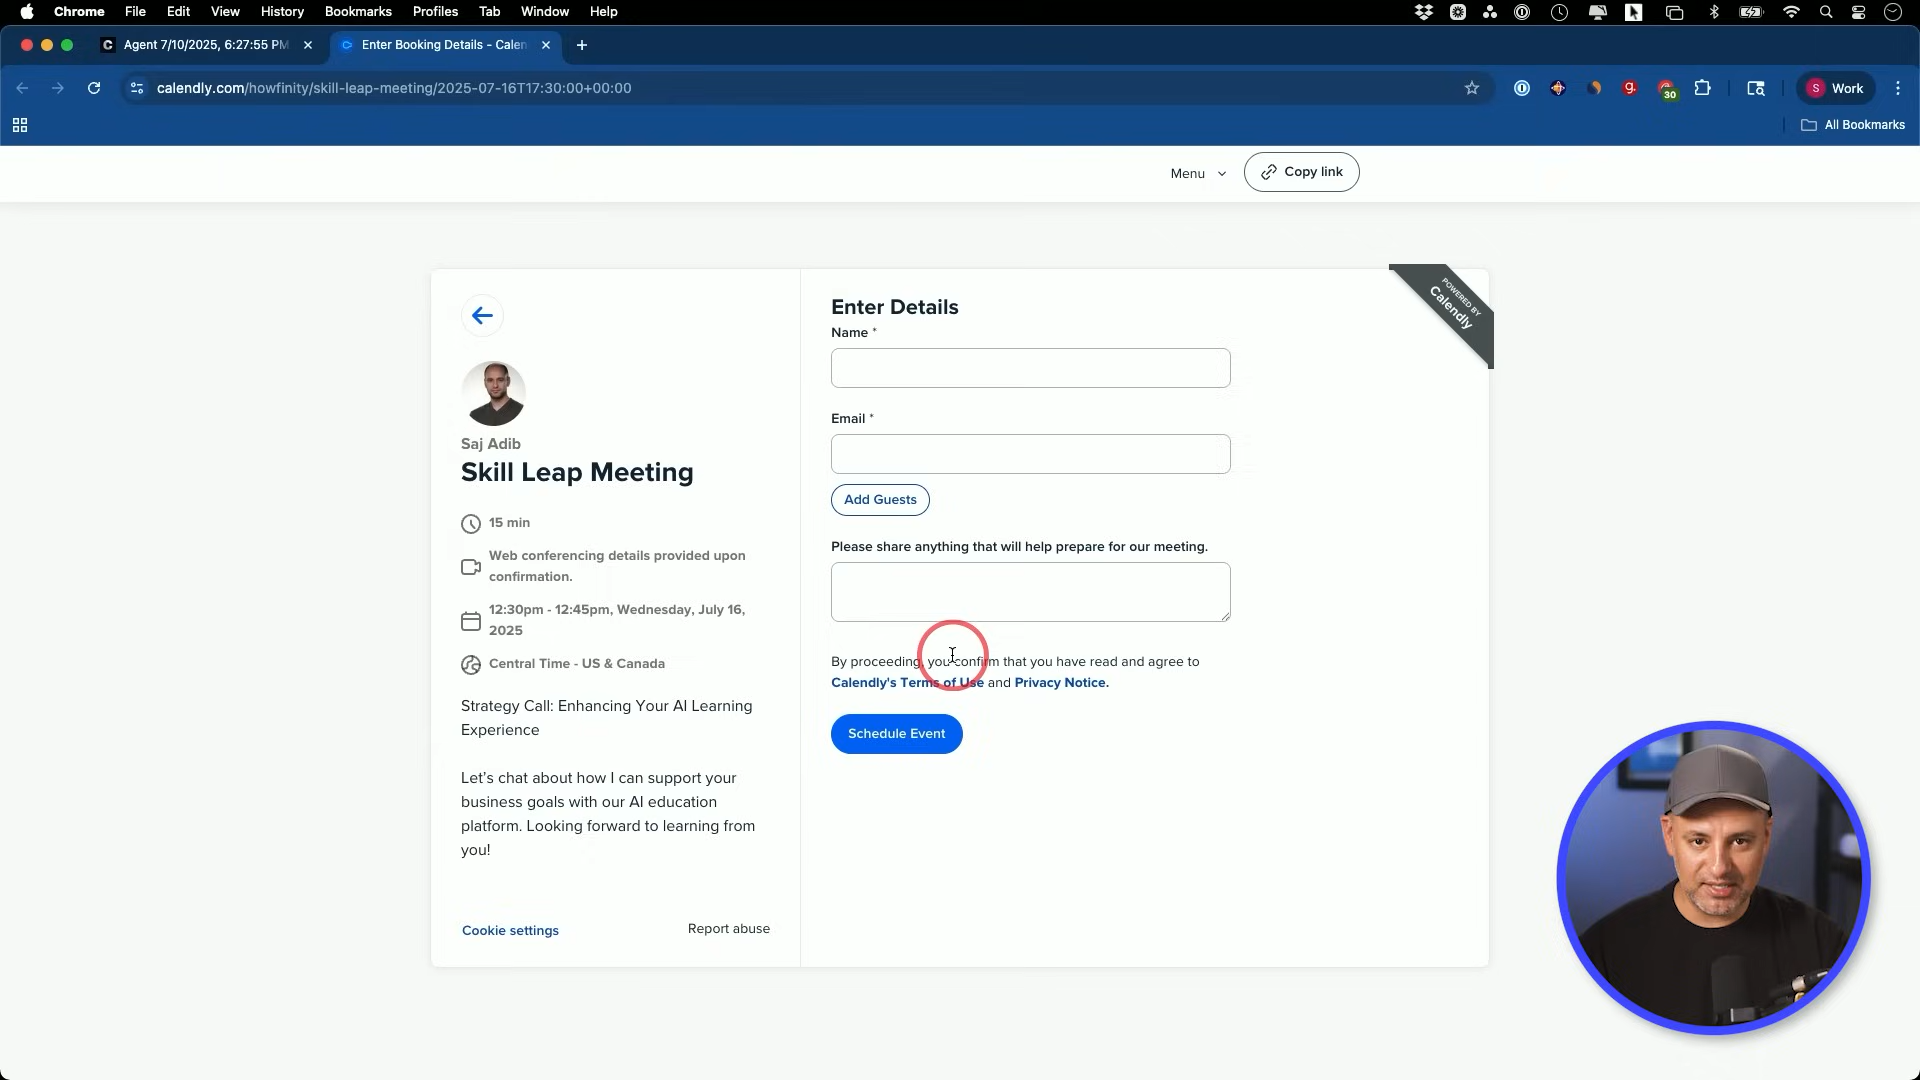 Chrome File Edit View History Bookmarks Profiles Tab Window Help
Agent 7/10/2025, 6:27:55 PM
Enter Booking Details - Calen
calendly.com/howfinity/skill-leap-meeting/2025-07-16T17:30:00+00:00
30
S Work
All Bookmarks
Menu
Copy link
POWERED BY
Calendly
Saj Adib
Skill Leap Meeting
15 min
Web conferencing details provided upon
confirmation.
12:30pm - 12:45pm, Wednesday, July 16,
2025
Central Time - US & Canada
Strategy Call: Enhancing Your AI Learning
Experience
Let's chat about how I can support your
business goals with our AI education
platform. Looking forward to learning from
you!
Cookie settings
Report abuse
Enter Details
Name *
Email *
Add Guests
Please share anything that will help prepare for our meeting.
By proceeding, you confirm that you have read and agree to
Calendly's Terms of Use and Privacy Notice.
Schedule Event